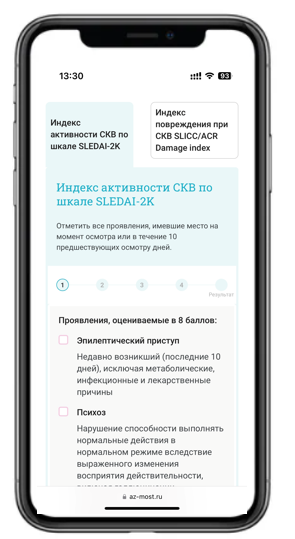 13:30
93
Индекс
активности СКВ по
шкале SLEDAI-2K
Индекс
повреждения при
СКВ SLICC/ACR
Damage index
Индекс активности СКВ по
шкале SLEDAI-2K
Отметить все проявления, имевшие место на
момент осмотра или в течение 10
предшествующих осмотру дней.
1 2 3 4
Результат
Проявления, оцениваемые в 8 баллов:
Эпилептический приступ
Недавно возникший (последние 10
дней), исключая метаболические,
инфекционные и лекарственные
причины
Психоз
Нарушение способности выполнять
нормальные действия в
нормальном режиме вследствие
выраженного изменения
восприятия действительности,
az-most.ru